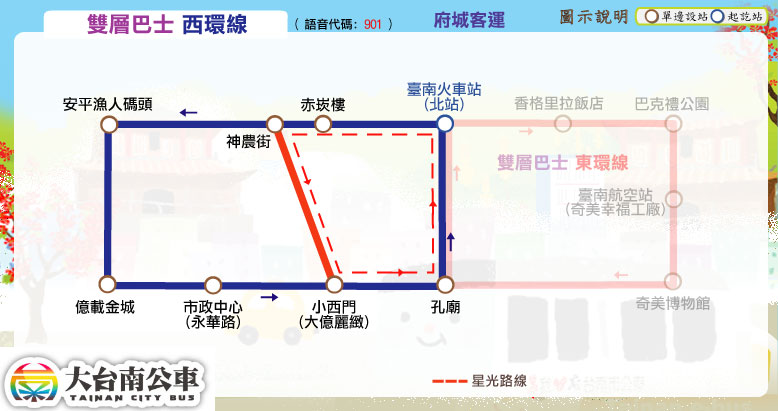 雙層巴士 西環線
( 語音代碼: 901 )
府城客運
圖示說明
單邊設站
起訖站
安平漁人碼頭
赤崁樓
臺南火車站
(北站)
香格里拉飯店
巴克禮公園
神農街
雙層巴士 東環線
臺南航空站
(奇美幸福工廠)
億載金城
市政中心
(永華路)
小西門
(大億麗緻)
孔廟
奇美博物館
星光路線
大台南公車
TAINAN CITY BUS